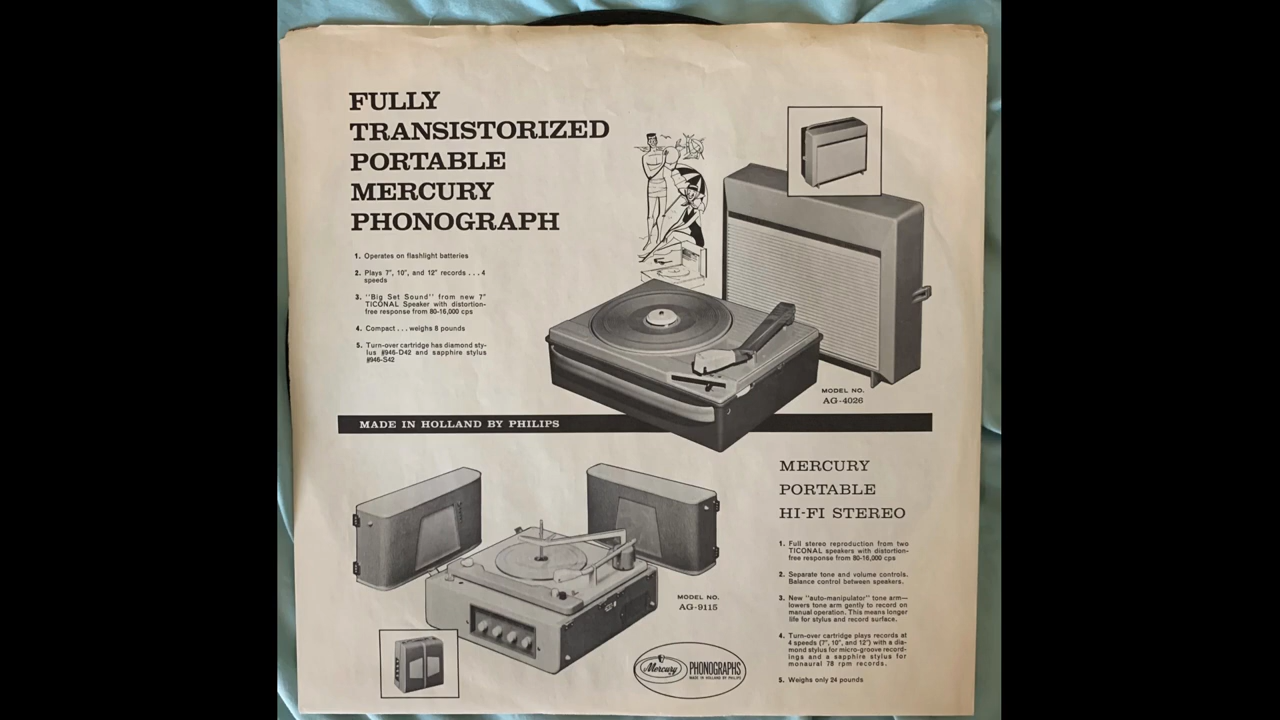 FULLY
TRANSISTORIZED
PORTABLE
MERCURY
PHONOGRAPH
1. Operates on flashlight batteries
2. Plays 7", 10", and 12" records . . . 4
speeds
3. "Big Set Sound" from new 7"
TICONAL Speaker with distortion-
free response from 80-16,000 cps
4. Compact . . . weighs 8 pounds
5. Turn-over cartridge has diamond sty-
lus #946-D42 and sapphire stylus
#946-S42
MODEL NO.
AG-4026
MADE IN HOLLAND BY PHILIPS
MERCURY
PORTABLE
HI-FI STEREO
1. Full stereo reproduction from two
TICONAL speakers with distortion-
free response from 80-16,000 cps
2. Separate tone and volume controls.
Balance control between speakers.
3. New "auto-manipulator" tone arm—
lowers tone arm gently to record on
manual operation. This means longer
life for stylus and record surface.
4. Turn-over cartridge plays records at
4 speeds (7", 10", and 12") with a dia-
mond stylus for micro-groove record-
ings and a sapphire stylus for
monaural 78 rpm records.
5. Weighs only 24 pounds
MODEL NO.
AG-9115
Mercury PHONOGRAPHS
MADE IN HOLLAND BY PHILIPS